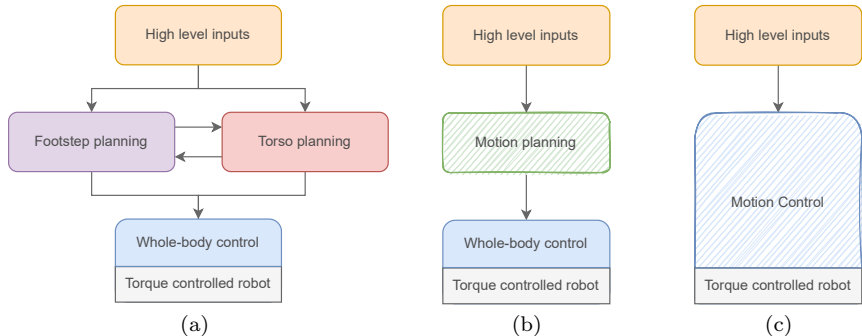 High level inputs
Footstep planning
Torso planning
Whole-body control
Torque controlled robot
(a)
High level inputs
Motion planning
Whole-body control
Torque controlled robot
(b)
High level inputs
Motion Control
Torque controlled robot
(c)